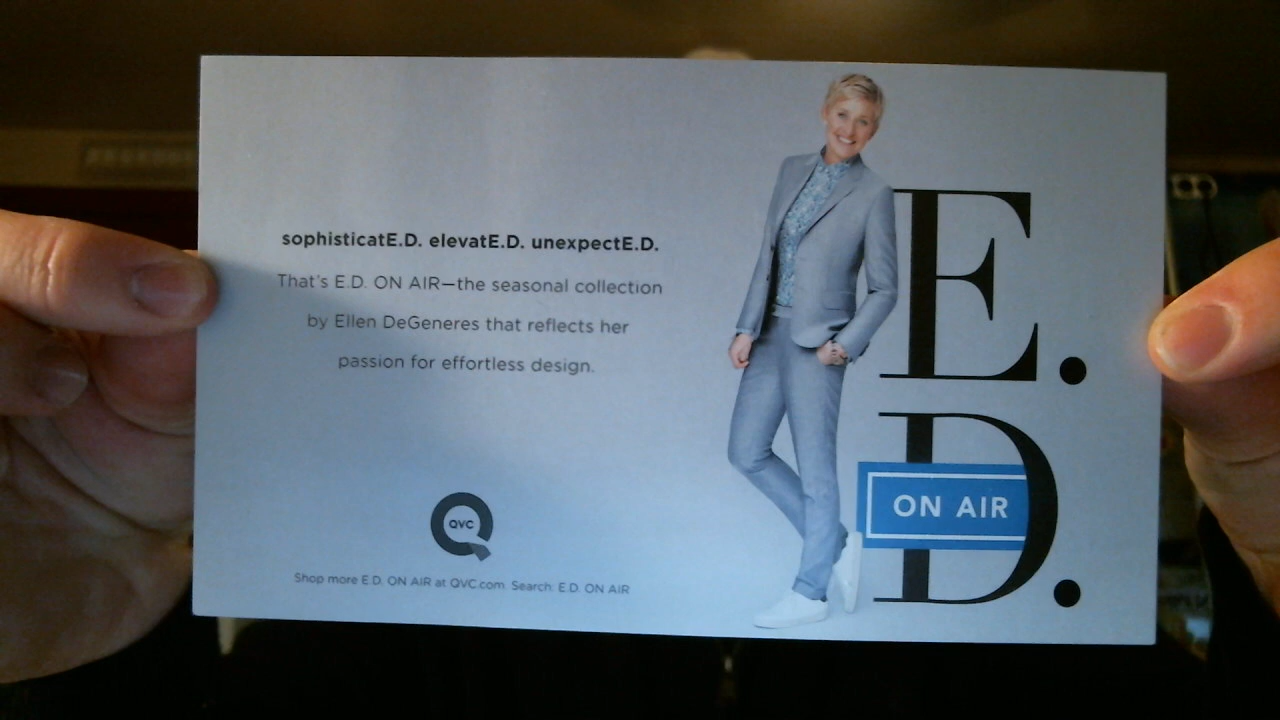 sophisticatE.D. elevatE.D. unexpectE.D.
That's E.D. ON AIR—the seasonal collection
by Ellen DeGeneres that reflects her
passion for effortless design.
QVC
Shop more E.D. ON AIR at QVC.com. Search: E.D. ON AIR
E.
D.
ON AIR